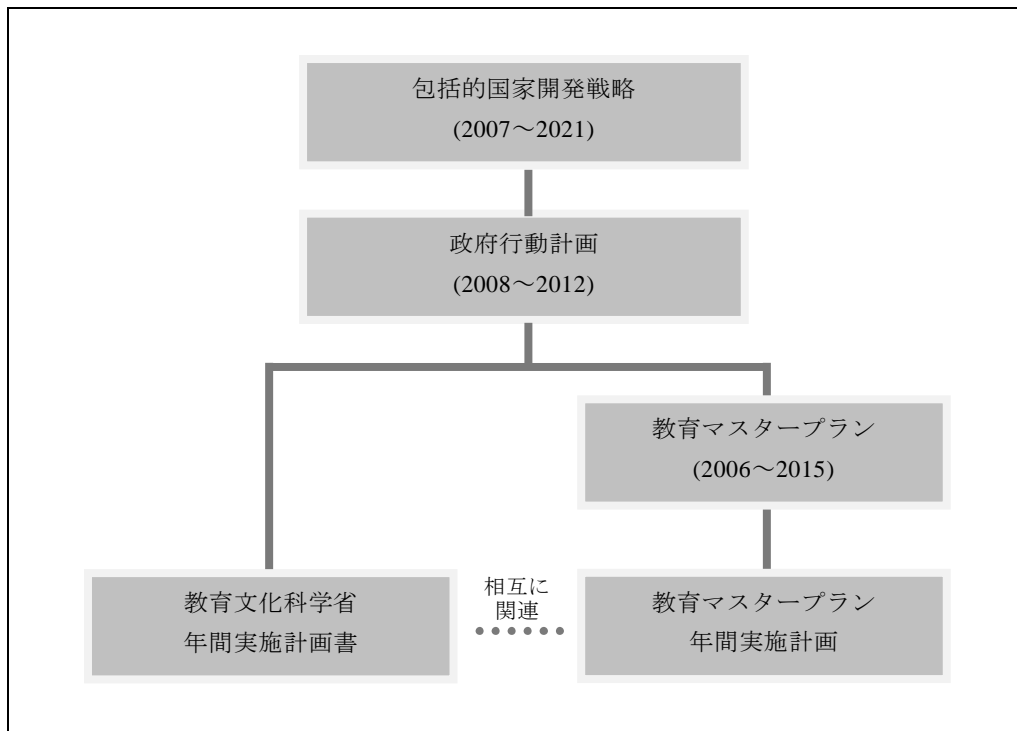 包括的国家開発戦略
(2007～2021)
政府行動計画
(2008～2012)
教育マスタープラン
(2006～2015)
教育文化科学省
年間実施計画書
相互に
関連
教育マスタープラン
年間実施計画